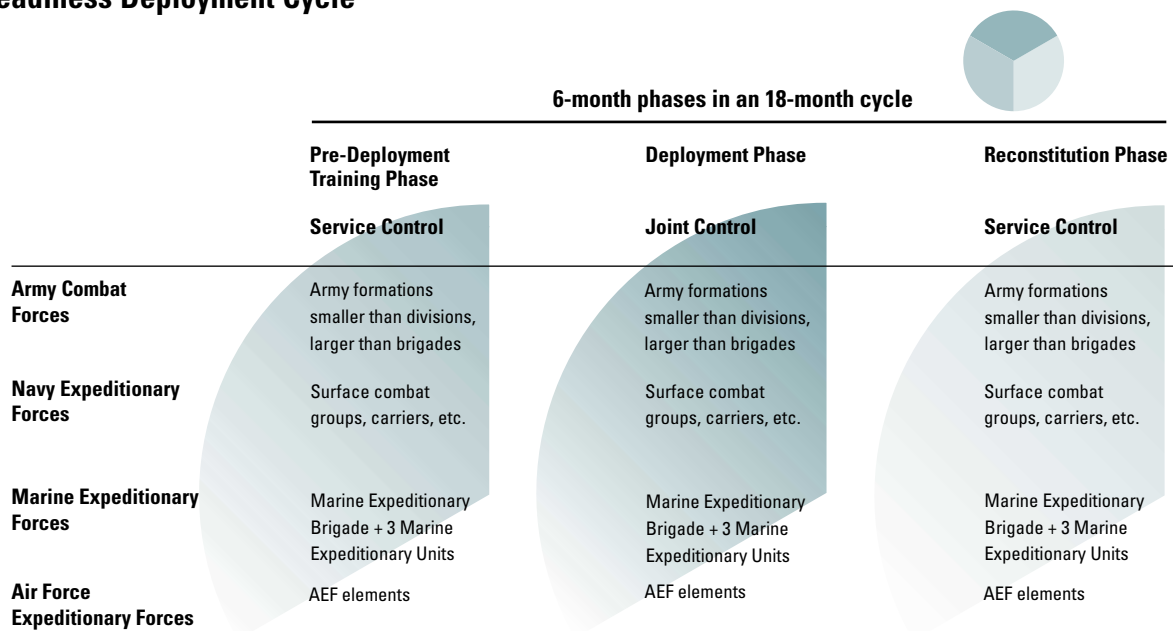 Deployment Cycle
6-month phases in an 18-month cycle
Pre-Deployment
Training Phase
Deployment Phase
Reconstitution Phase
Service Control
Joint Control
Service Control
Army Combat
Forces
Army formations
smaller than divisions,
larger than brigades
Army formations
smaller than divisions,
larger than brigades
Army formations
smaller than divisions,
larger than brigades
Navy Expeditionary
Forces
Surface combat
groups, carriers, etc.
Surface combat
groups, carriers, etc.
Surface combat
groups, carriers, etc.
Marine Expeditionary
Forces
Marine Expeditionary
Brigade + 3 Marine
Expeditionary Units
Marine Expeditionary
Brigade + 3 Marine
Expeditionary Units
Marine Expeditionary
Brigade + 3 Marine
Expeditionary Units
Air Force
Expeditionary Forces
AEF elements
AEF elements
AEF elements